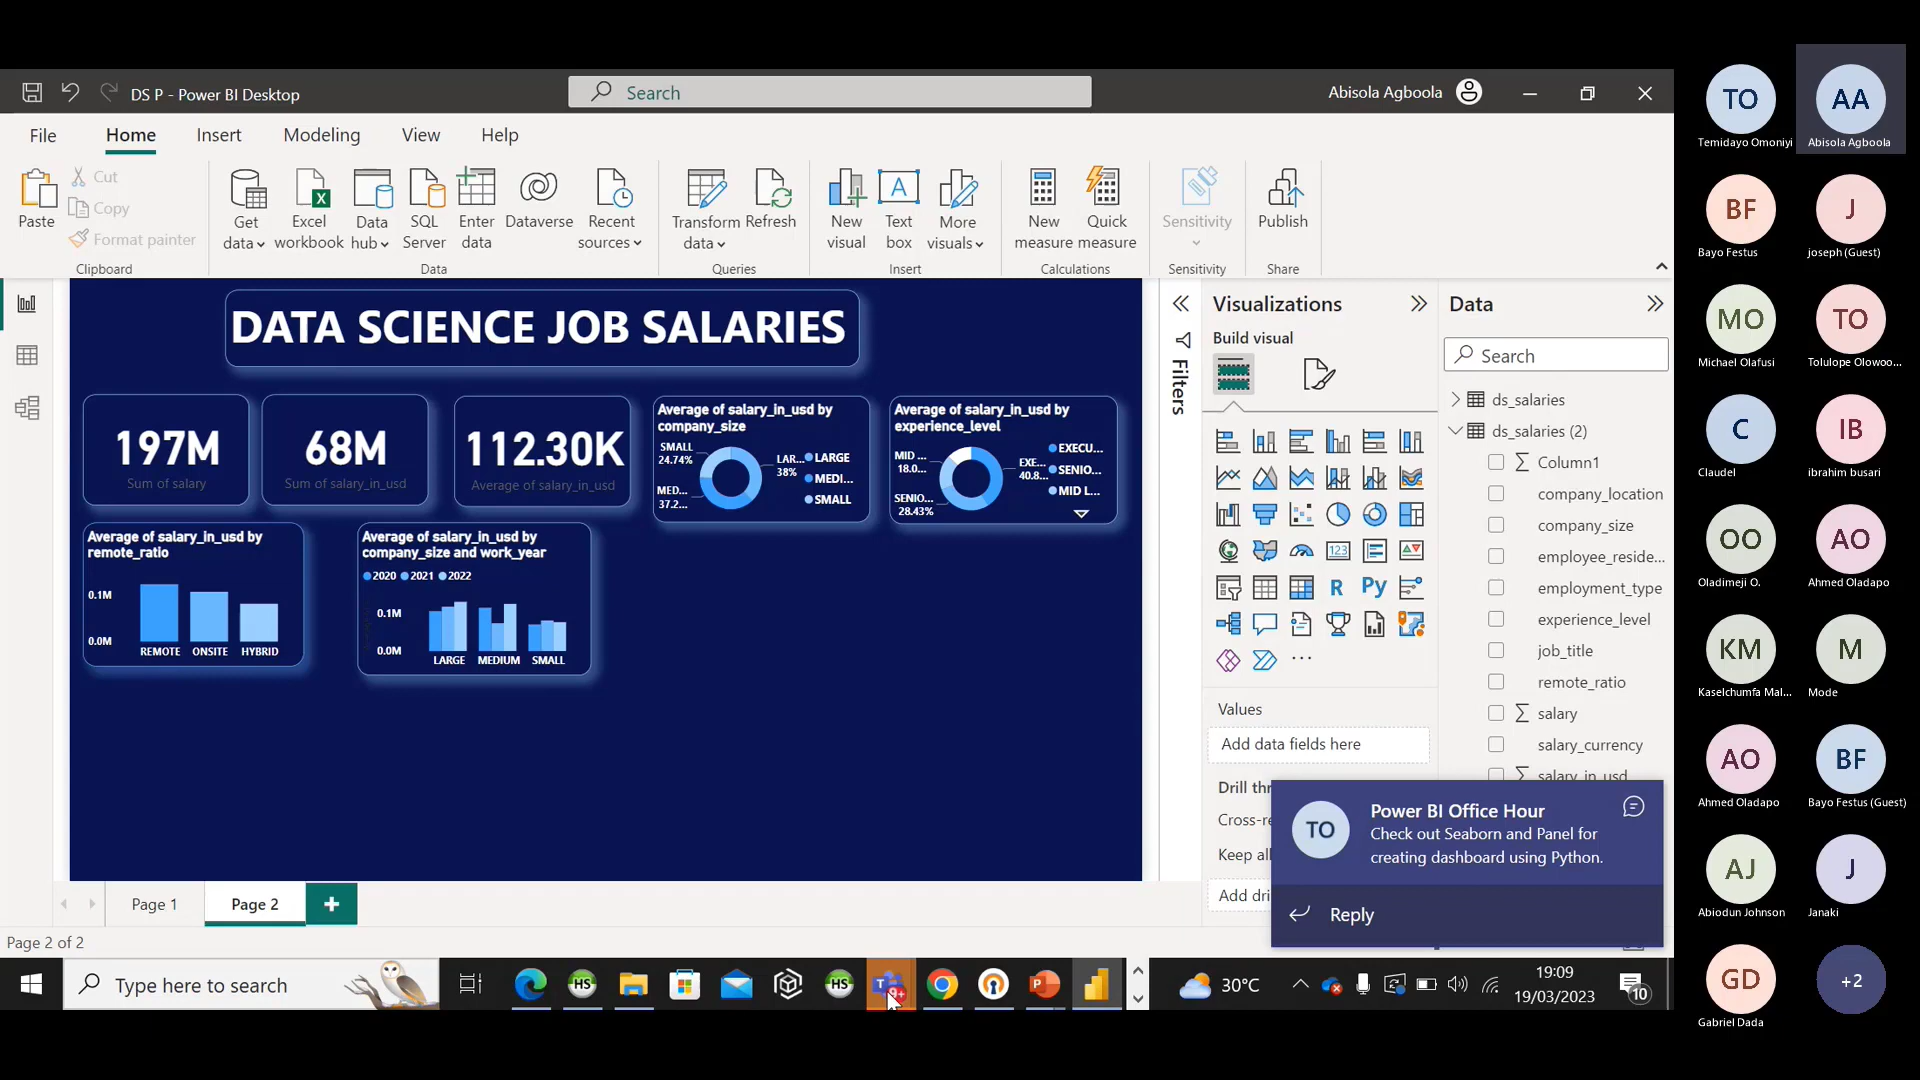 DS P - Power BI Desktop
Search
Abisola Agboola
File
Home
Insert
Modeling
View
Help
Paste
Cut
Copy
Format painter
Clipboard
Get
data
Excel
workbook
Data
hub
SQL
Server
Enter
data
Dataverse
Recent
sources
Data
Transform
data
Refresh
Queries
New
visual
Text
box
More
visuals
Insert
New
measure
Quick
measure
Calculations
Sensitivity
Sensitivity
Publish
Share
DATA SCIENCE JOB SALARIES
197M
Sum of salary
68M
Sum of salary_in_usd
112.30K
Average of salary_in_usd
Average of salary_in_usd by
company_size
SMALL
24.74%
LAR...
38%
MED...
37.2...
LARGE
MEDI...
SMALL
Average of salary_in_usd by
experience_level
MID ...
18.0...
EXE...
40.8...
SENIO...
28.43%
EXECU...
SENIO...
MID L...
Average of salary_in_usd by
remote_ratio
0.1M
0.0M
REMOTE ONSITE HYBRID
Average of salary_in_usd by
company_size and work_year
2020 2021 2022
0.1M
0.0M
LARGE MEDIUM SMALL
Filters
Visualizations
Build visual
123
R
Py
...
Values
Add data fields here
Drill thr
Cross-re
Keep all
Add dri
Data
Search
ds_salaries
ds_salaries (2)
Column1
company_location
company_size
employee_reside...
employment_type
experience_level
job_title
remote_ratio
salary
salary_currency
salary_in_usd
TO
Power BI Office Hour
Check out Seaborn and Panel for
creating dashboard using Python.
Reply
Page 1
Page 2
Page 2 of 2
Type here to search
HS
HS
30°C
19:09
19/03/2023
10
TO
Temidayo Omoniyi
AA
Abisola Agboola
BF
Bayo Festus
J
joseph (Guest)
MO
Michael Olafusi
TO
Tolulope Olowoo...
C
Claudel
IB
ibrahim busari
OO
Oladimeji O.
AO
Ahmed Oladapo
KM
Kaselchumfa Mal...
M
Mode
AO
Ahmed Oladapo
BF
Bayo Festus (Guest)
AJ
Abiodun Johnson
J
Janaki
GD
Gabriel Dada
+2